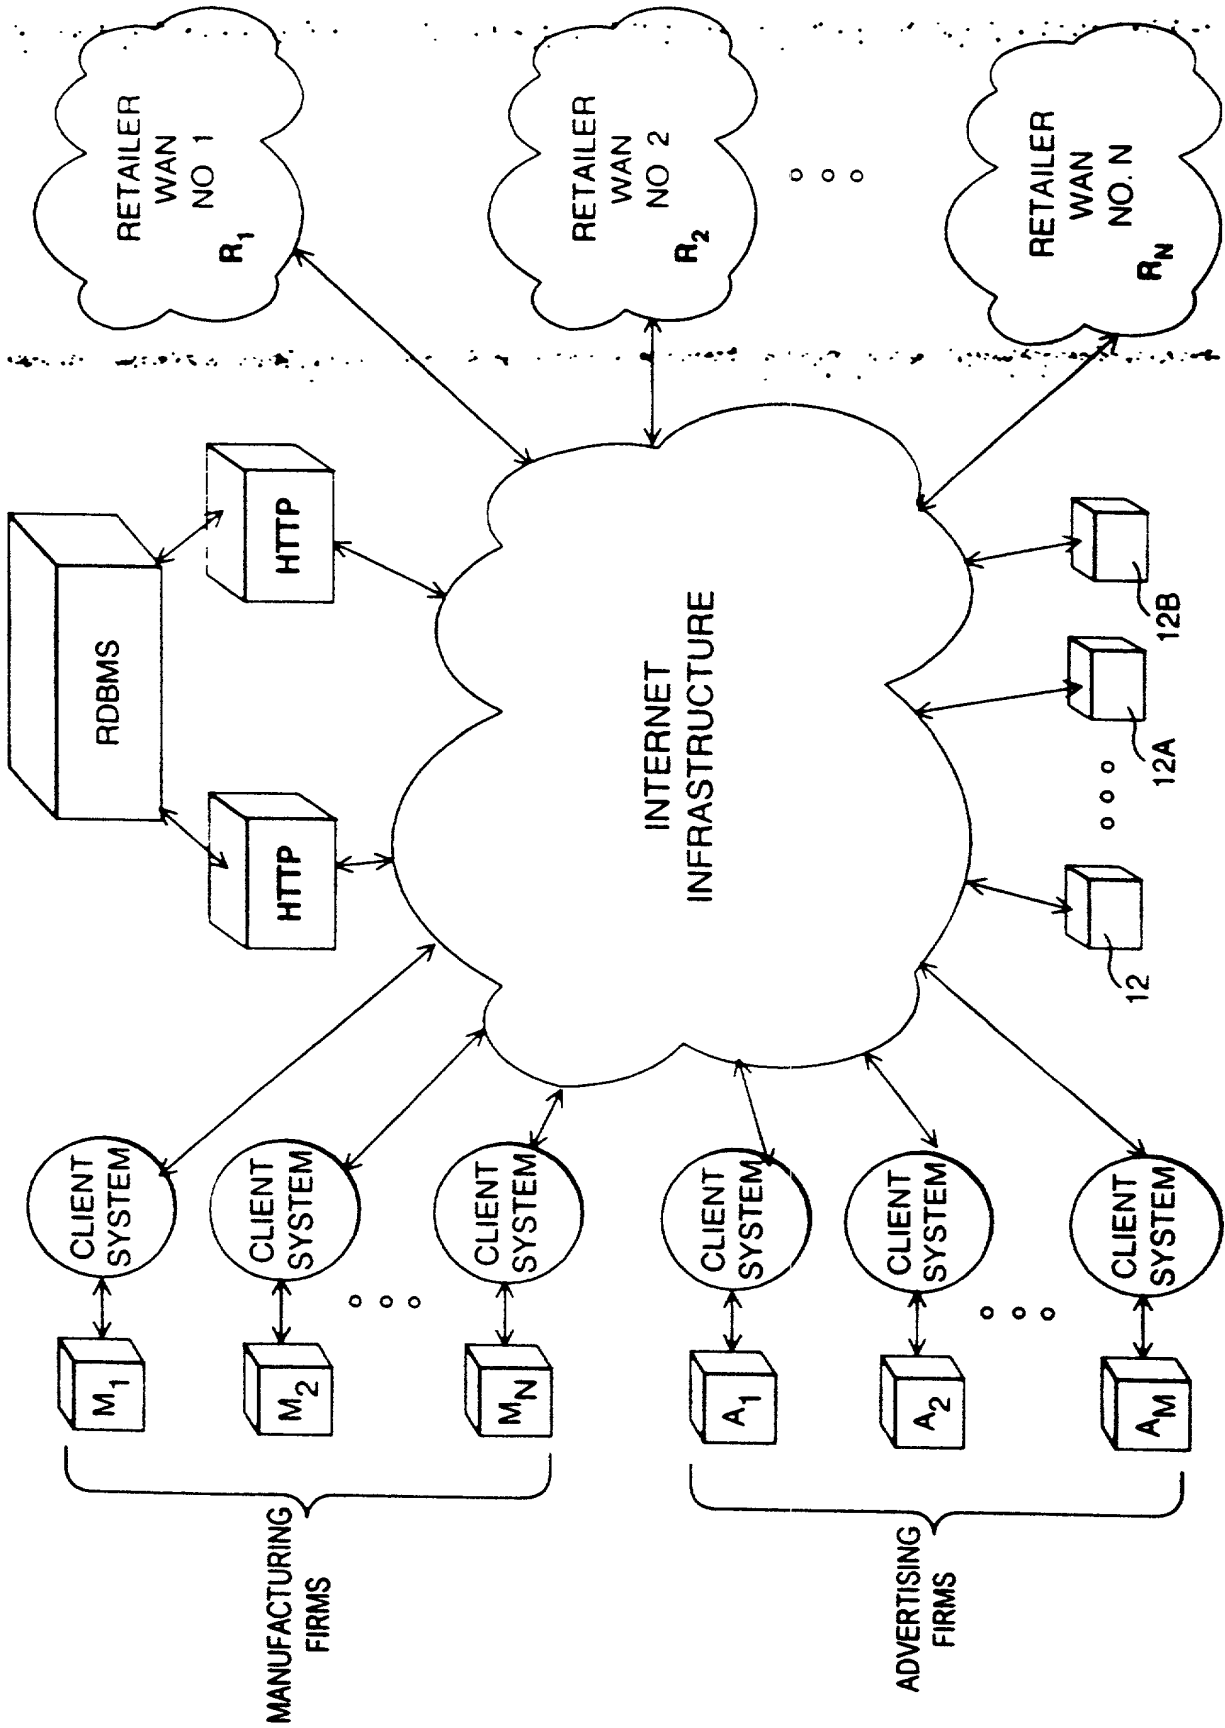 RDBMS
HTTP
HTTP
RETAILER
WAN
NO 1
R1
RETAILER
WAN
NO 2
R2
RETAILER
WAN
NO. N
RN
INTERNET
INFRASTRUCTURE
MANUFACTURING
FIRMS
M1
CLIENT
SYSTEM
M2
CLIENT
SYSTEM
MN
CLIENT
SYSTEM
ADVERTISING
FIRMS
A1
CLIENT
SYSTEM
A2
CLIENT
SYSTEM
AM
CLIENT
SYSTEM
12
12A
12B